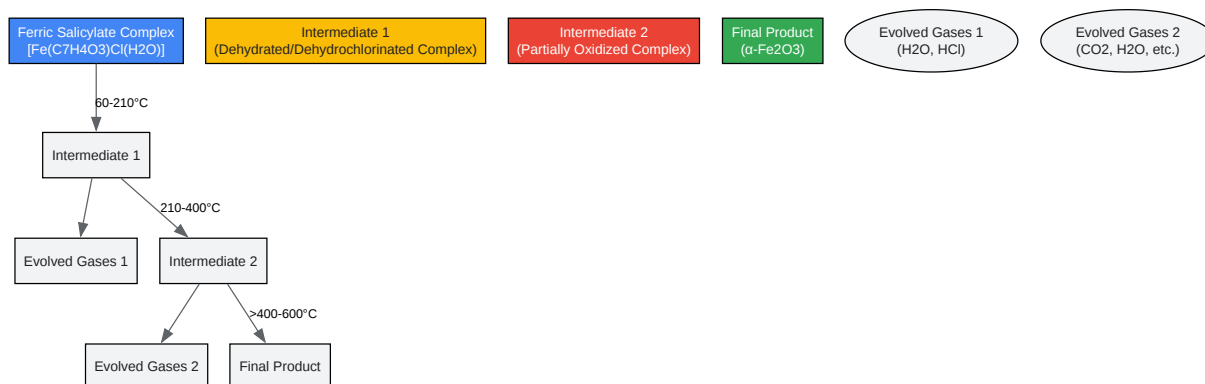 Ferric Salicylate Complex
[Fe(C7H4O3)Cl(H2O)]
Intermediate 1
(Dehydrated/Dehydrochlorinated Complex)
Intermediate 2
(Partially Oxidized Complex)
Final Product
(α-Fe2O3)
Evolved Gases 1
(H2O, HCl)
Evolved Gases 2
(CO2, H2O, etc.)
60-210°C
Intermediate 1
210-400°C
Evolved Gases 1
Intermediate 2
>400-600°C
Evolved Gases 2
Final Product